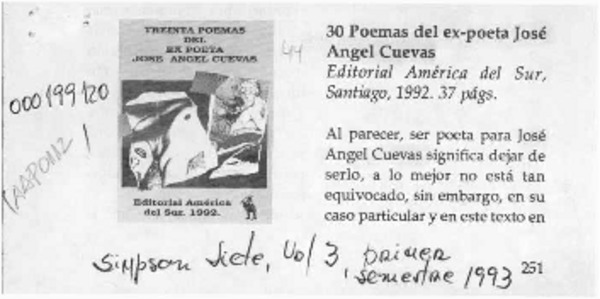 TREINTA POEMAS
DEL
EX POETA
JOSE ANGEL CUEVAS
Editorial América
del Sur. 1992.
44
000199120
30 Poemas del ex-poeta José
Angel Cuevas
Editorial América del Sur,
Santiago, 1992. 37 págs.
Al parecer, ser poeta para José
Angel Cuevas significa dejar de
serlo, a lo mejor no está tan
equivocado, sin embargo, en su
caso particular y en este texto en
Simpson Siete, Vol 3, primer
semestre 1993
251